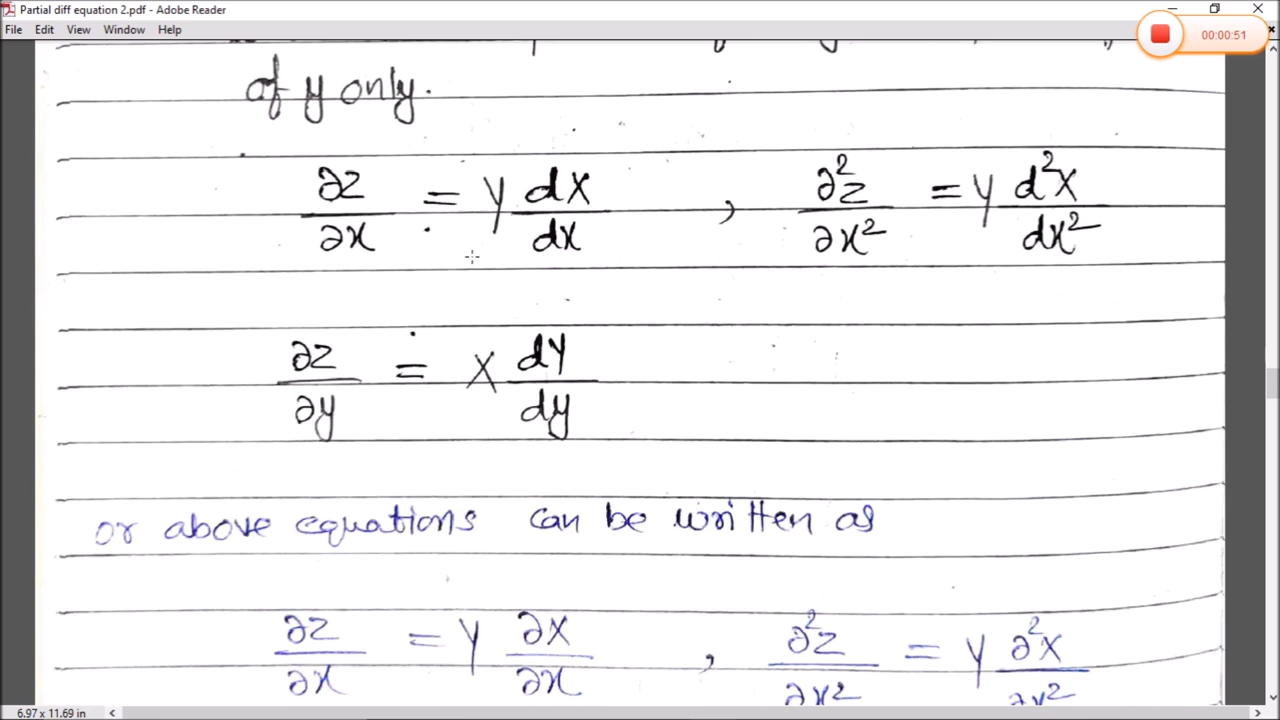 Partial diff equation 2.pdf - Adobe Reader
File Edit View Window Help
00:00:51
of y only.
∂z/∂x = Y dX/dx , ∂²z/∂x² = Y d²X/dx²
∂z/∂y = X dY/dy
or above equations can be written as
∂z/∂x = Y ∂X/∂x , ∂²z/∂x² = Y ∂²X/∂x²
6.97 x 11.69 in